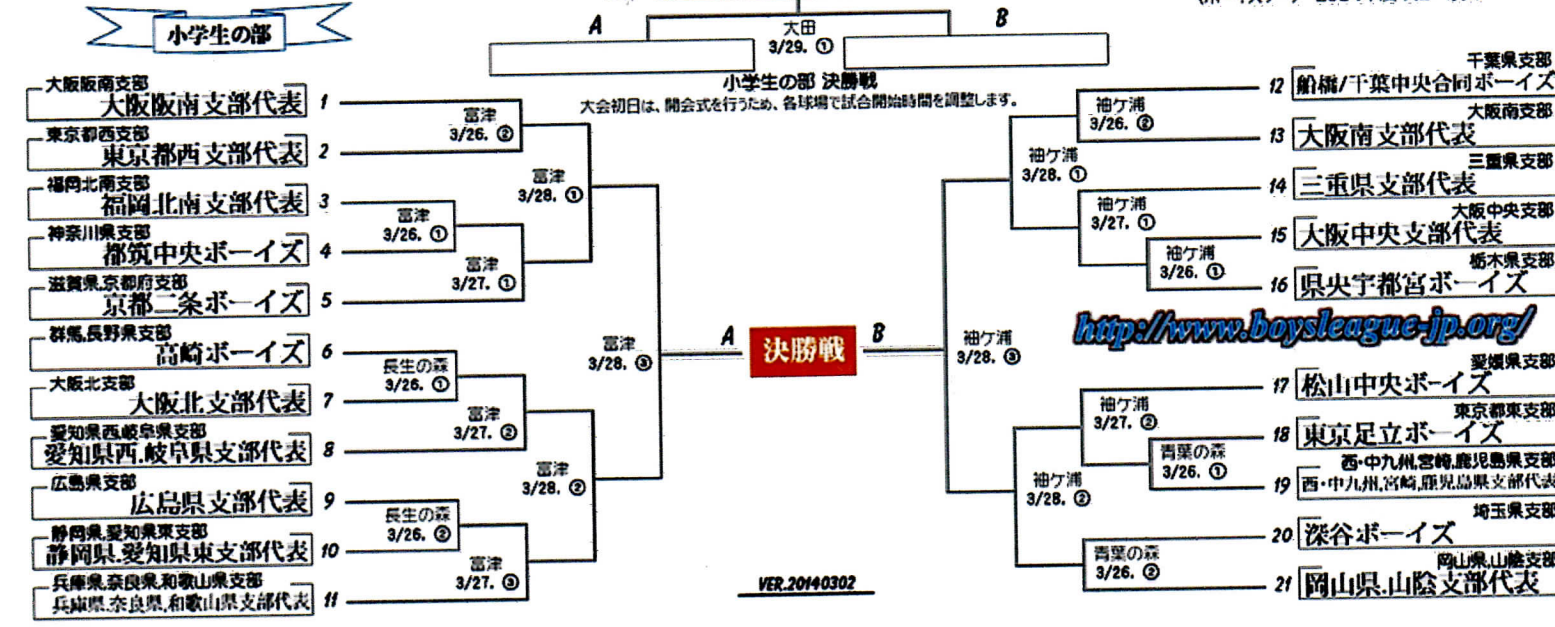 小学生の部
A
B
大田
3/29. ①
小学生の部 決勝戦
大会初日は、開会式を行うため、各球場で試合開始時間を調整します。
大阪阪南支部
大阪阪南支部代表 1
東京都西支部
東京都西支部代表 2
福岡北南支部
福岡北南支部代表 3
神奈川県支部
都筑中央ボーイズ 4
滋賀県.京都府支部
京都二条ボーイズ 5
群馬,長野県支部
高崎ボーイズ 6
大阪北支部
大阪北支部代表 7
愛知県西,岐阜県支部
愛知県西.岐阜県支部代表 8
広島県支部
広島県支部代表 9
静岡県,愛知県東支部
静岡県.愛知県東支部代表 10
兵庫県,奈良県,和歌山県支部
兵庫県.奈良県,和歌山県支部代表 11
富津
3/26. ②
富津
3/26. ①
富津
3/27. ①
富津
3/28. ①
長生の森
3/26. ①
富津
3/27. ②
長生の森
3/26. ②
富津
3/27. ③
富津
3/28. ②
富津
3/28. ③
A
決勝戦
B
袖ケ浦
3/28. ③
袖ケ浦
3/26. ②
袖ケ浦
3/28. ①
袖ケ浦
3/27. ①
袖ケ浦
3/26. ①
袖ケ浦
3/27. ②
青葉の森
3/26. ①
袖ケ浦
3/28. ②
青葉の森
3/26. ②
千葉県支部
12 船橋/千葉中央合同ボーイズ
大阪南支部
13 大阪南支部代表
三重県支部
14 三重県支部代表
大阪中央支部
15 大阪中央支部代表
栃木県支部
16 県央宇都宮ボーイズ
http://www.boysleague-jp.org/
愛媛県支部
17 松山中央ボーイズ
東京都東支部
18 東京足立ボーイズ
西・中九州,宮崎,鹿児島県支部
19 西・中九州,宮崎,鹿児島県支部代表
埼玉県支部
20 深谷ボーイズ
岡山県,山陰支部
21 岡山県.山陰支部代表
VER.20140302